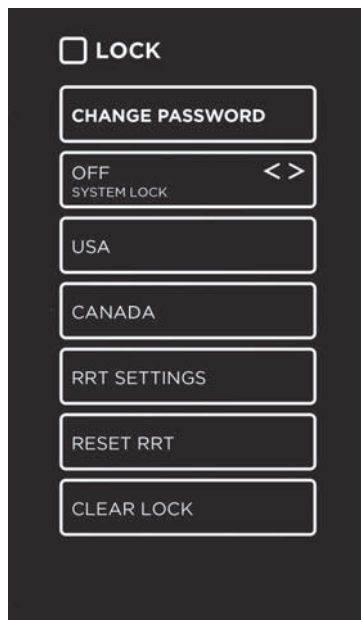 LOCK
CHANGE PASSWORD
OFF < >
SYSTEM LOCK
USA
CANADA
RRT SETTINGS
RESET RRT
CLEAR LOCK